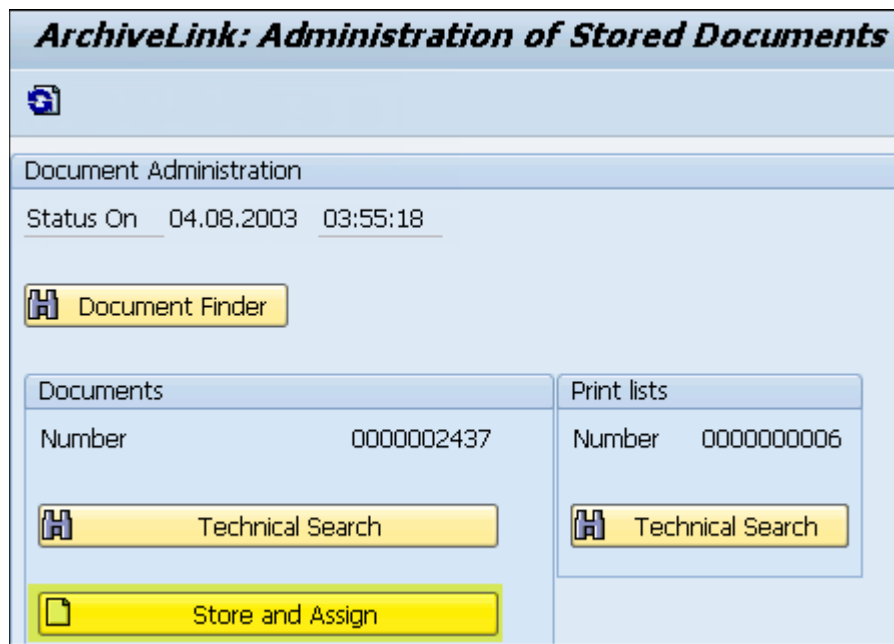 ArchiveLink: Administration of Stored Documents
Document Administration
Status On 04.08.2003 03:55:18
Document Finder
Documents
Number 0000002437
Technical Search
Store and Assign
Print lists
Number 0000000006
Technical Search